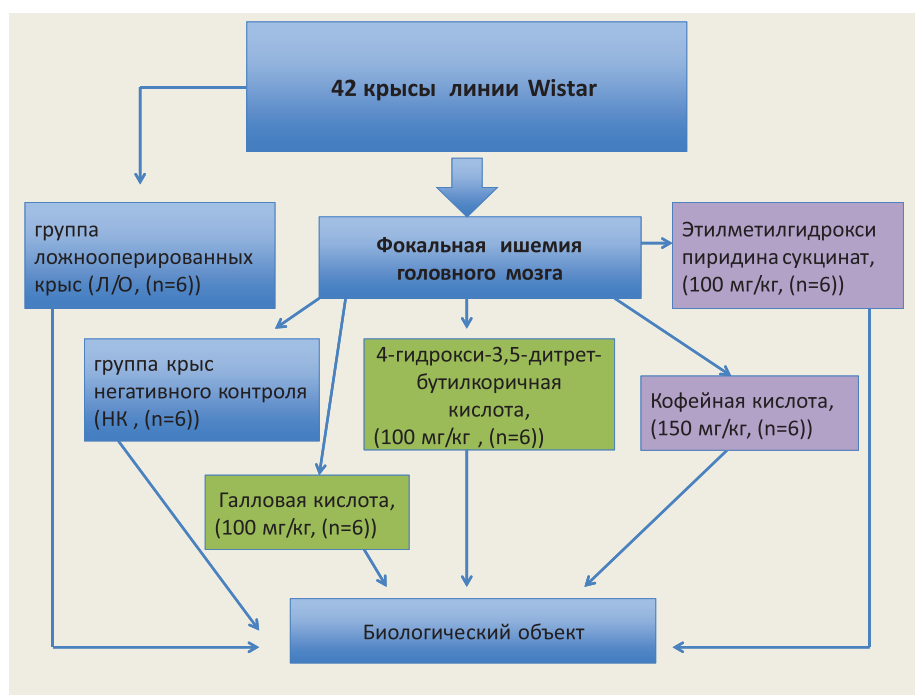 42 крысы линии Wistar
группа
ложнооперированных
крыс (Л/О, (n=6))
Фокальная ишемия
головного мозга
Этилметилгидрокси
пиридина сукцинат,
(100 мг/кг, (n=6))
группа крыс
негативного контроля
(НК , (n=6))
4-гидрокси-3,5-дитрет-
бутилкоричная
кислота,
(100 мг/кг , (n=6))
Кофейная кислота,
(150 мг/кг, (n=6))
Галловая кислота,
(100 мг/кг, (n=6))
Биологический объект